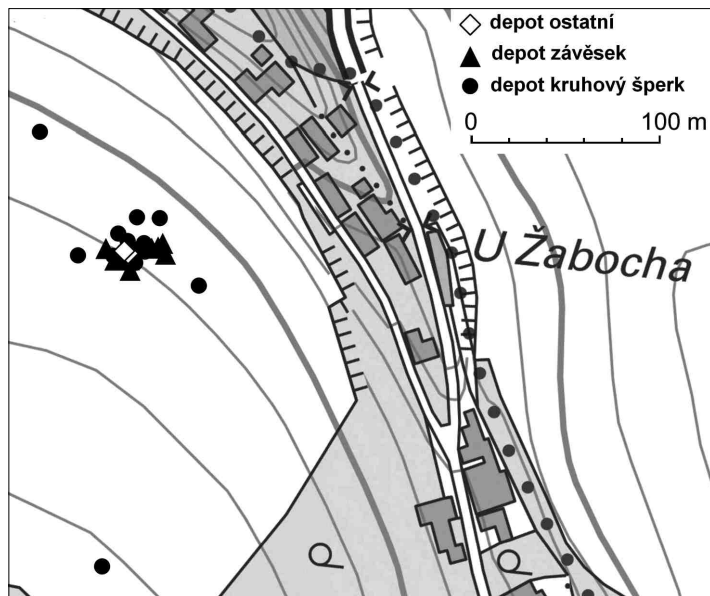 depot ostatní
depot závěsek
depot kruhový šperk
0 100 m
U Žabocha